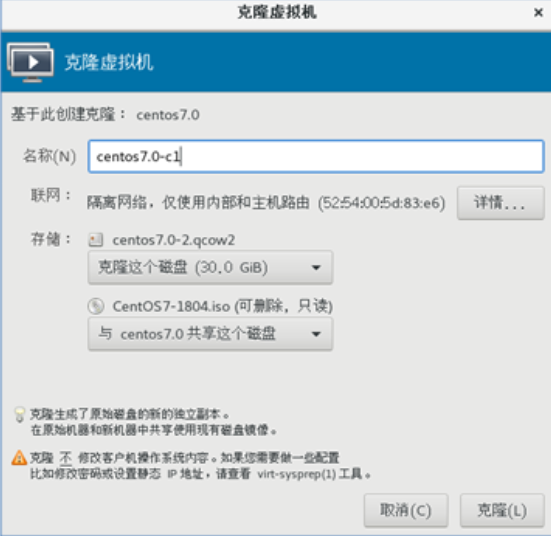 克隆虚拟机
克隆虚拟机
基于此创建克隆： centos7.0
名称(N) centos7.0-c1
联网： 隔离网络，仅使用内部和主机路由 (52:54:00:5d:83:e6) 详情...
存储： centos7.0-2.qcow2
克隆这个磁盘 (30.0 GiB)
CentOS7-1804.iso (可删除，只读)
与 centos7.0 共享这个磁盘
克隆生成了原始磁盘的新的独立副本。
在原始机器和新机器中共享使用现有磁盘镜像。
克隆 不 修改客户机操作系统内容。如果您需要做一些配置
比如修改密码或设置静态 IP 地址，请查看 virt-sysprep(1)工具。
取消(C) 克隆(L)